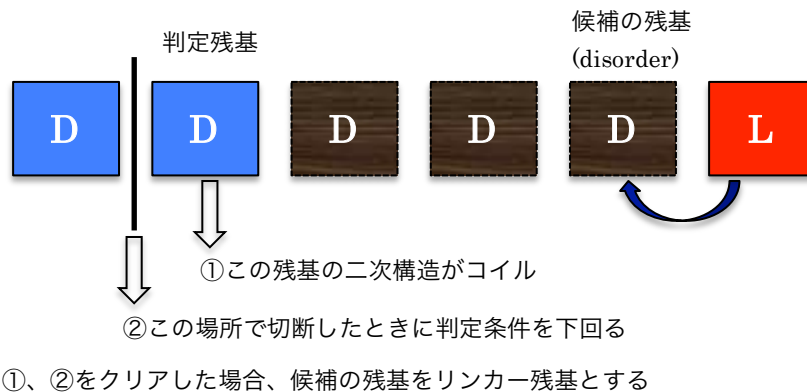 判定残基
候補の残基
(disorder)
D D D D D L
①この残基の二次構造がコイル
②この場所で切断したときに判定条件を下回る
①、②をクリアした場合、候補の残基をリンカー残基とする